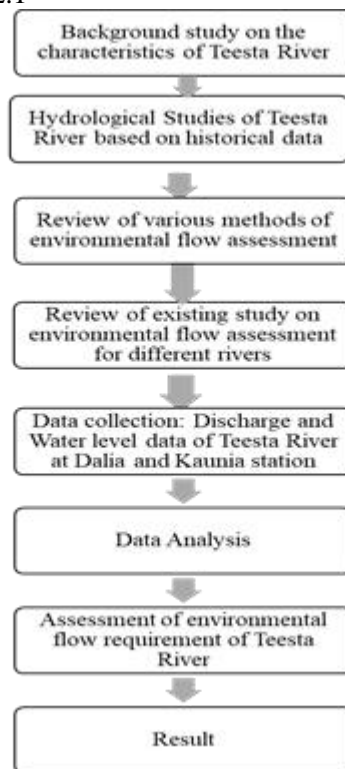 Background study on the
characteristics of Teesta River
Hydrological Studies of Teesta
River based on historical data
Review of various methods of
environmental flow assessment
Review of existing study on
environmental flow assessment
for different rivers
Data collection: Discharge and
Water level data of Teesta River
at Dalia and Kaunia station
Data Analysis
Assessment of environmental
flow requirement of Teesta
River
Result